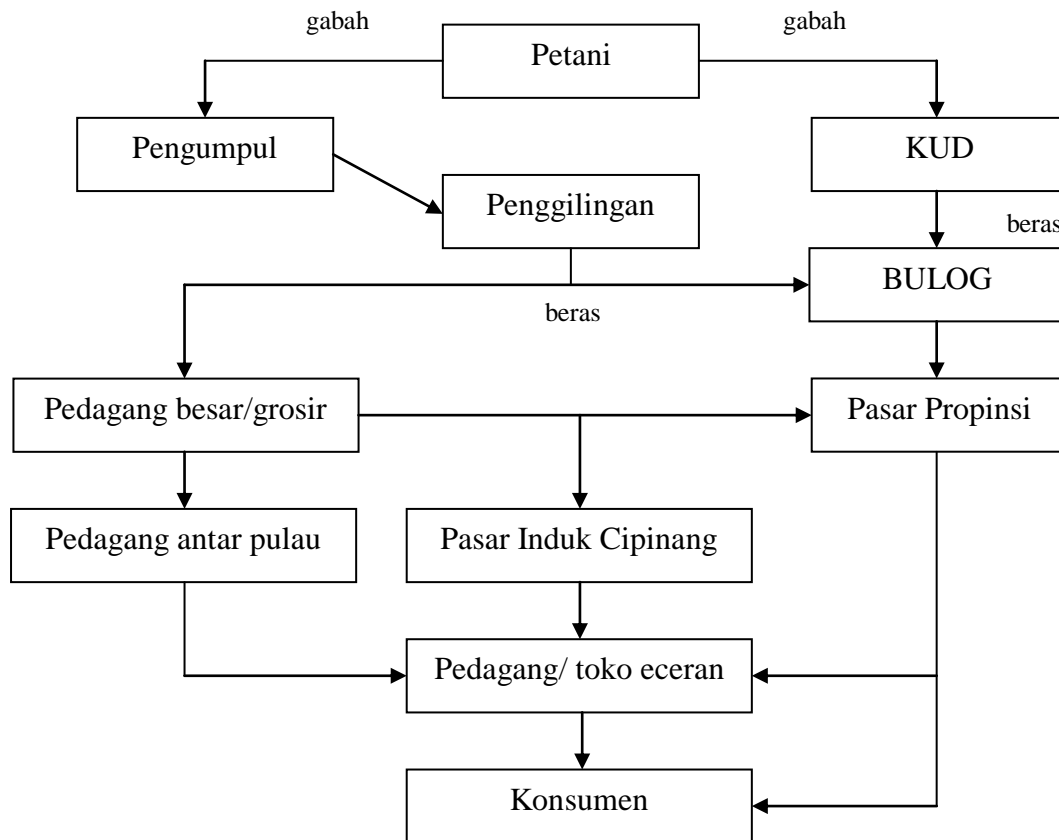 gabah
gabah
Petani
Pengumpul
KUD
Penggilingan
beras
BULOG
beras
Pedagang besar/grosir
Pasar Propinsi
Pedagang antar pulau
Pasar Induk Cipinang
Pedagang/ toko eceran
Konsumen